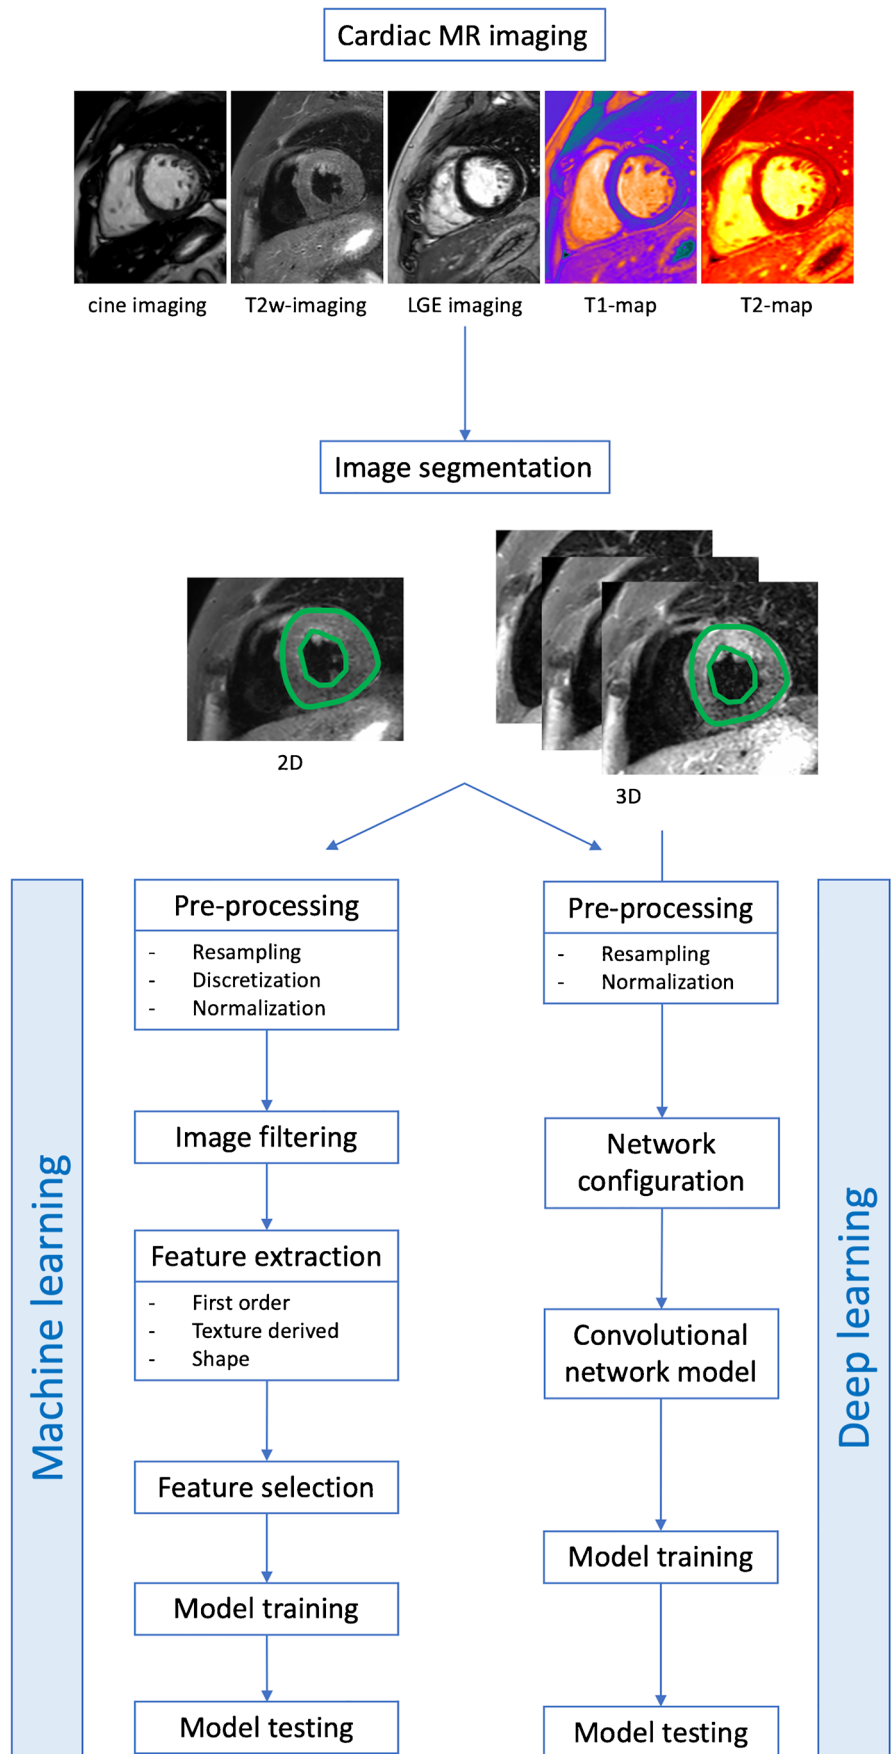 Cardiac MR imaging
cine imaging
T2w-imaging
LGE imaging
T1-map
T2-map
Image segmentation
2D
3D
Machine learning
Pre-processing
- Resampling
- Discretization
- Normalization
Image filtering
Feature extraction
- First order
- Texture derived
- Shape
Feature selection
Model training
Model testing
Pre-processing
- Resampling
- Normalization
Network
configuration
Convolutional
network model
Model training
Model testing
Deep learning